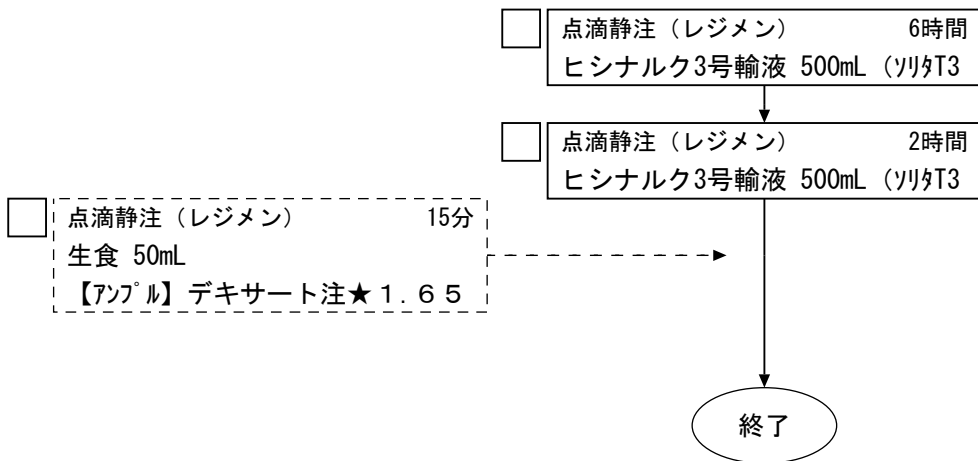 点滴静注（レジメン） 6時間
ヒシナルク3号輸液 500mL（ｿﾘﾀT3
点滴静注（レジメン） 2時間
ヒシナルク3号輸液 500mL（ｿﾘﾀT3
点滴静注（レジメン） 15分
生食 50mL
【ｱﾝﾌﾟﾙ】デキサート注★１.６５
終了